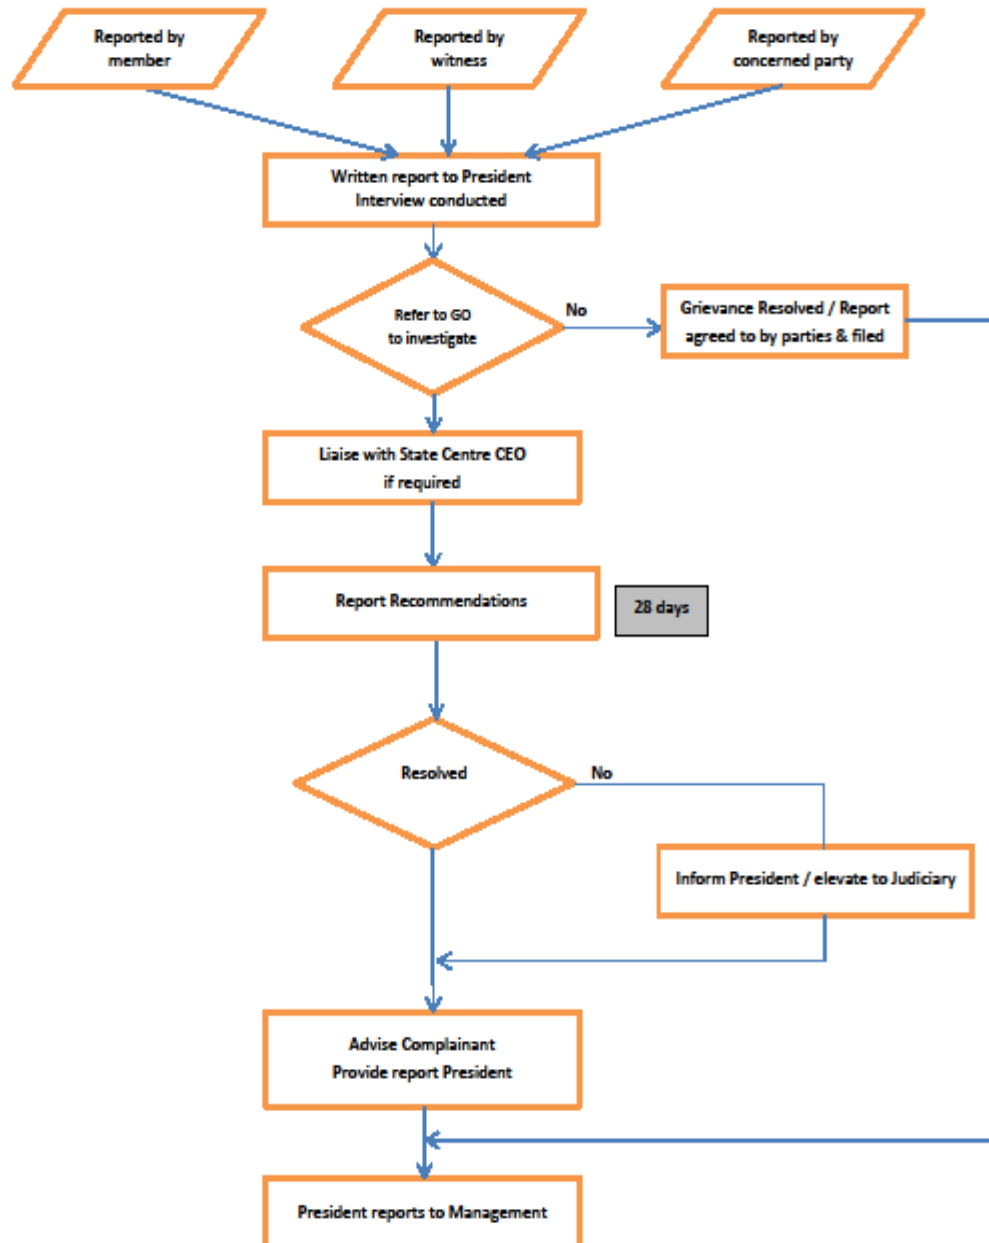 Reported by
member
Reported by
witness
Reported by
concerned party
Written report to President
Interview conducted
Refer to GO
to investigate
No
Grievance Resolved / Report
agreed to by parties & filed
Liaise with State Centre CEO
if required
Report Recommendations
28 days
Resolved
No
Inform President / elevate to Judiciary
Advise Complainant
Provide report President
President reports to Management